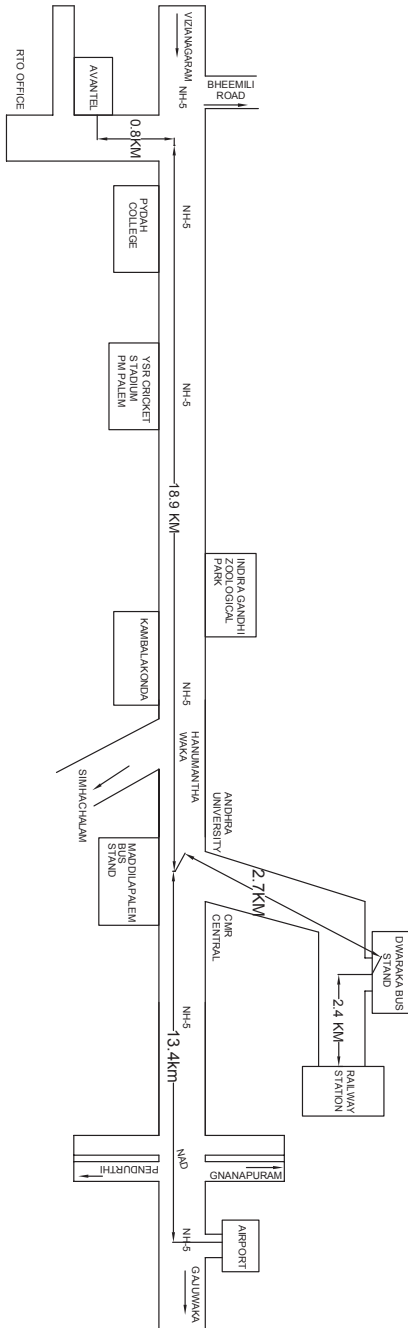 VIZIANAGARAM
NH-5
BHEEMILI
ROAD
RTO OFFICE
AVANTEL
0.8KM
PYDAH
COLLEGE
NH-5
YSR CRICKET
STADIUM
PM PALEM
NH-5
18.9 KM
INDIRA GANDHI
ZOOLOGICAL
PARK
KAMBALAKONDA
NH-5
HANUMANTHA
WAKA
SIMHACHALAM
ANDHRA
UNIVERSITY
MADDILAPALEM
BUS
STAND
2.7KM
CMR
CENTRAL
DWARAKA BUS
STAND
2.4 KM
RAILWAY
STATION
NH-5
13.4km
NAD
PENDURTHI
GNANAPURAM
NH-5
AIRPORT
GAJUWAKA